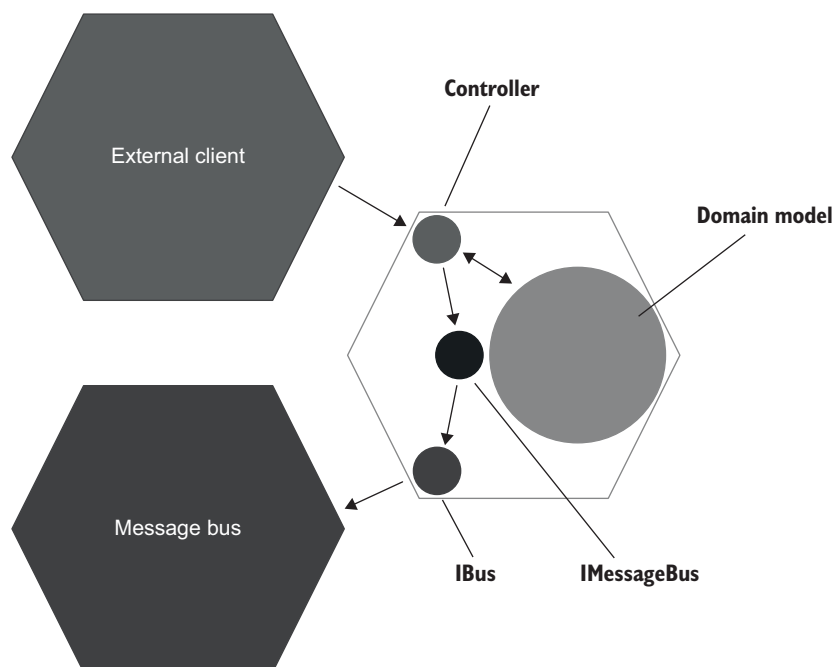 Controller
External client
Domain model
Message bus
IBus
IMessageBus